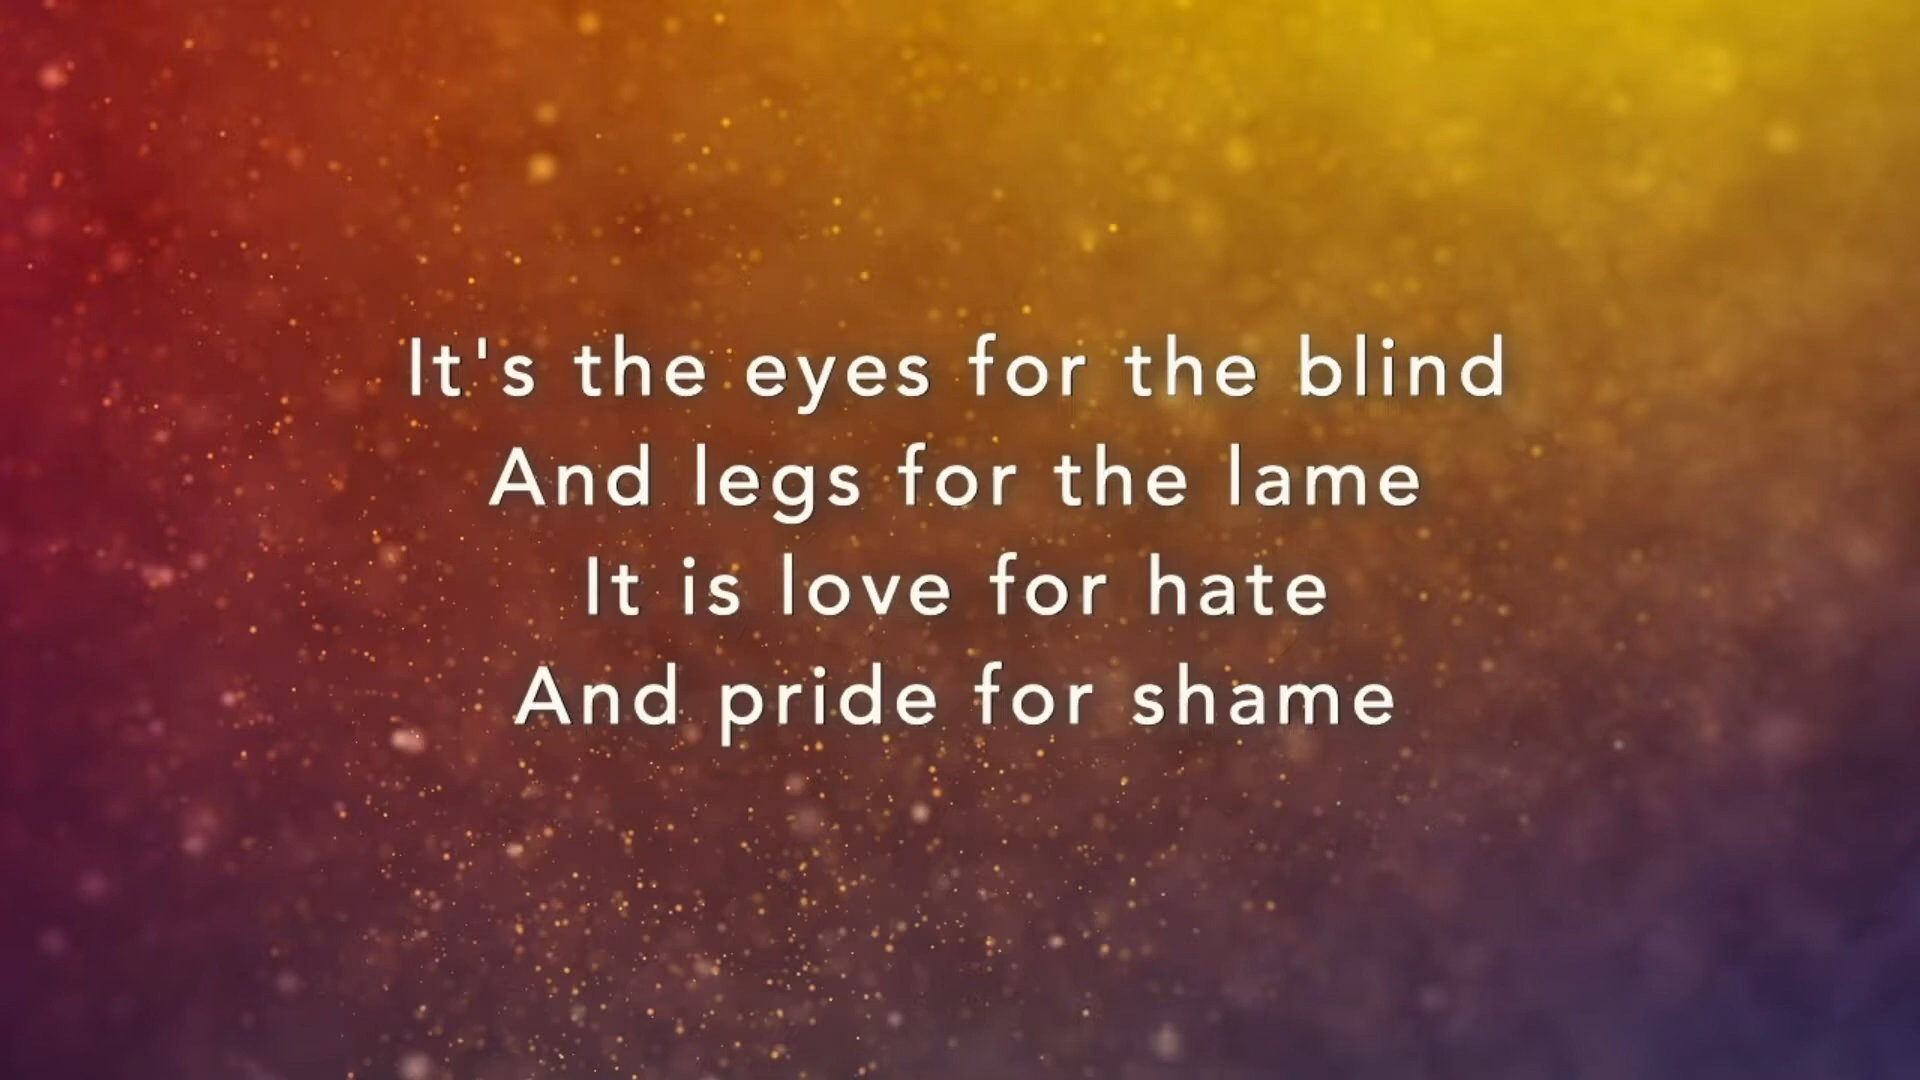 It's the eyes for the blind
And legs for the lame
It is love for hate
And pride for shame